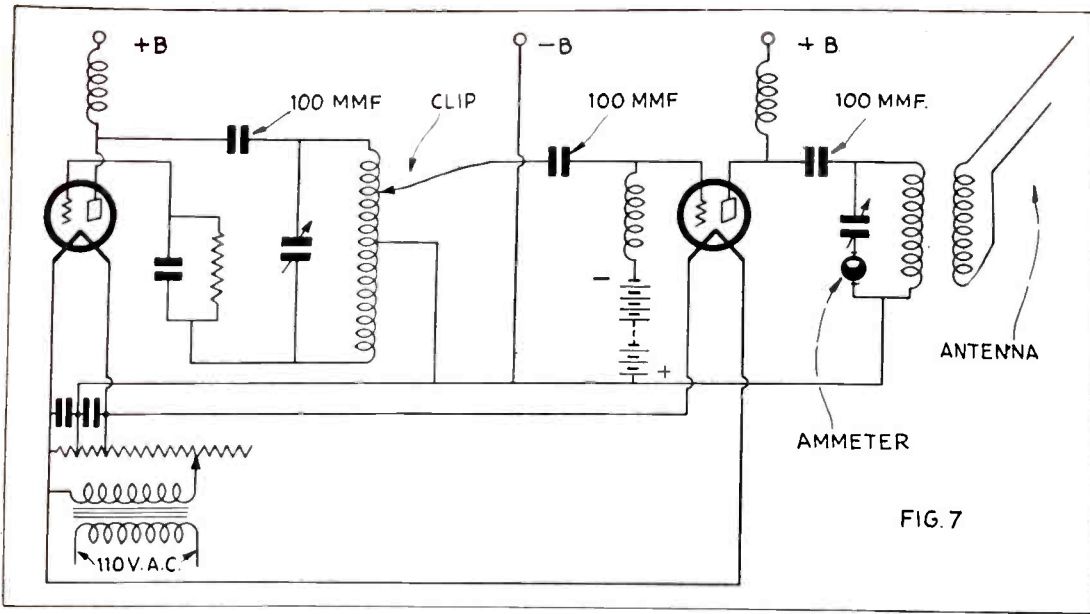 +B
-B
+B
100 MMF
CLIP
100 MMF
100 MMF.
-
+
ANTENNA
AMMETER
110V. A.C.
FIG. 7